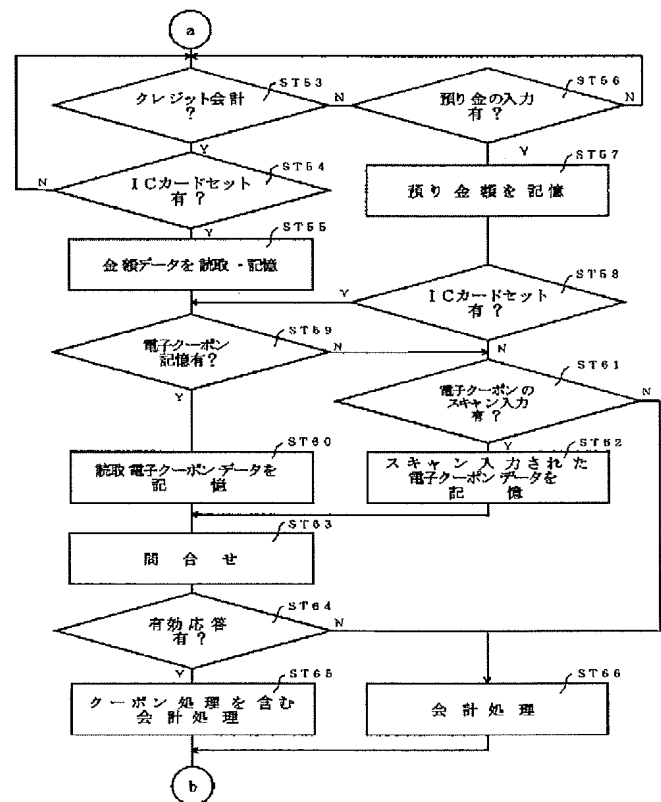 a
ST53
クレジット会計
?
N
Y
ST56
預り金の入力
有?
N
Y
ST54
ICカードセット
有?
N
Y
ST57
預り金額を記憶
ST55
金額データを読取・記憶
ST58
ICカードセット
有?
Y
N
ST59
電子クーポン
記憶有?
N
Y
ST61
電子クーポンの
スキャン入力
有?
N
Y
ST60
読取電子クーポンデータを
記憶
ST62
スキャン入力された
電子クーポンデータを
記憶
ST63
問合せ
ST64
有効応答
有?
N
Y
ST65
クーポン処理を含む
会計処理
ST66
会計処理
b